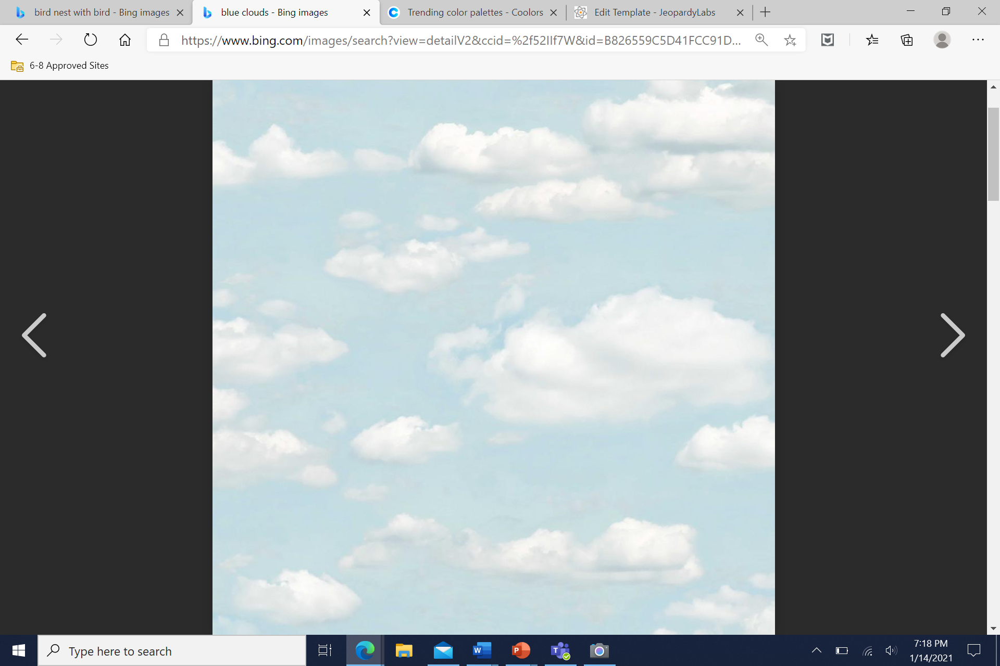 bird nest with bird - Bing images
blue clouds - Bing images
Trending color palettes - Coolors
Edit Template - JeopardyLabs
https://www.bing.com/images/search?view=detailV2&ccid=%2f52IIf7W&id=B826559C5D41FCC91D...
6-8 Approved Sites
Type here to search
7:18 PM
1/14/2021